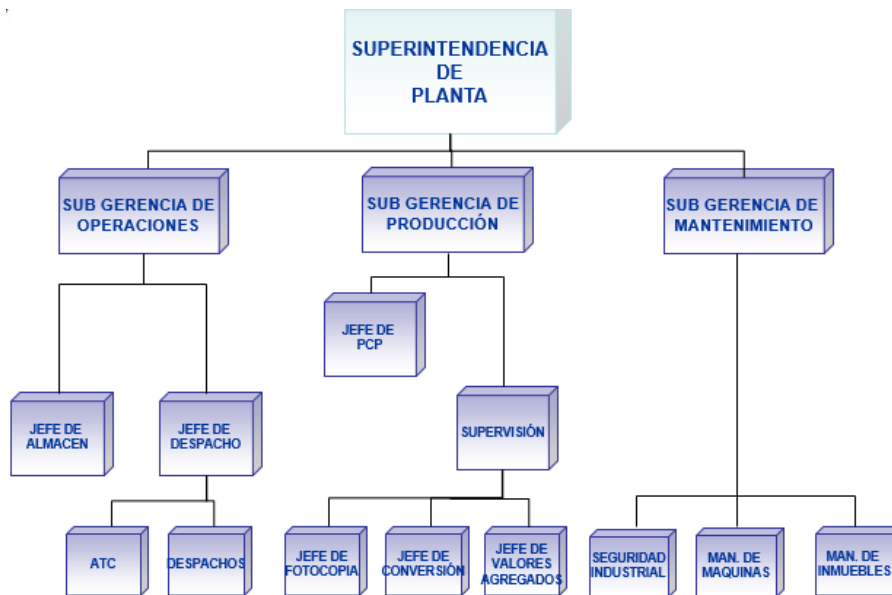 SUPERINTENDENCIA
DE
PLANTA
SUB GERENCIA DE
OPERACIONES
SUB GERENCIA DE
PRODUCCIÓN
SUB GERENCIA DE
MANTENIMIENTO
JEFE DE
PCP
JEFE DE
ALMACEN
JEFE DE
DESPACHO
SUPERVISIÓN
ATC
DESPACHOS
JEFE DE
FOTOCOPIA
JEFE DE
CONVERSIÓN
JEFE DE
VALORES
AGREGADOS
SEGURIDAD
INDUSTRIAL
MAN. DE
MAQUINAS
MAN. DE
INMUEBLES